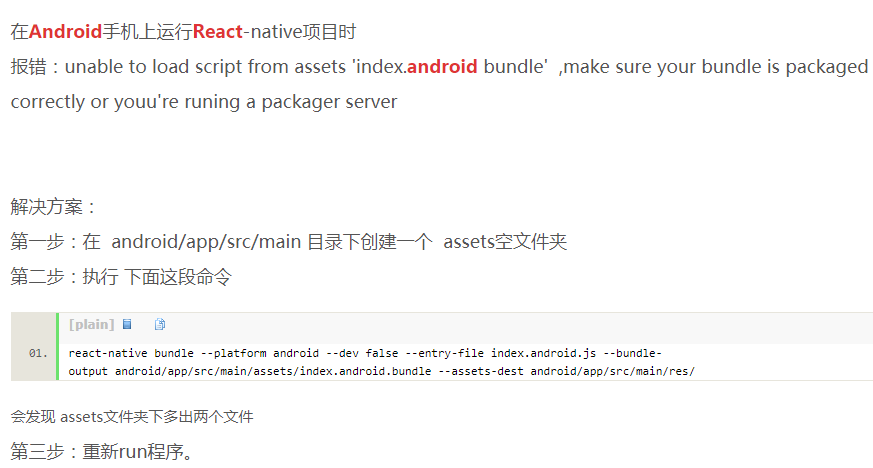 在Android手机上运行React-native项目时
报错：unable to load script from assets 'index.android bundle'  ,make sure your bundle is packaged
correctly or youu're runing a packager server
解决方案：
第一步：在  android/app/src/main 目录下创建一个  assets空文件夹
第二步：执行 下面这段命令
[plain]
01. react-native bundle --platform android --dev false --entry-file index.android.js --bundle-
output android/app/src/main/assets/index.android.bundle --assets-dest android/app/src/main/res/
会发现 assets文件夹下多出两个文件
第三步：重新run程序。